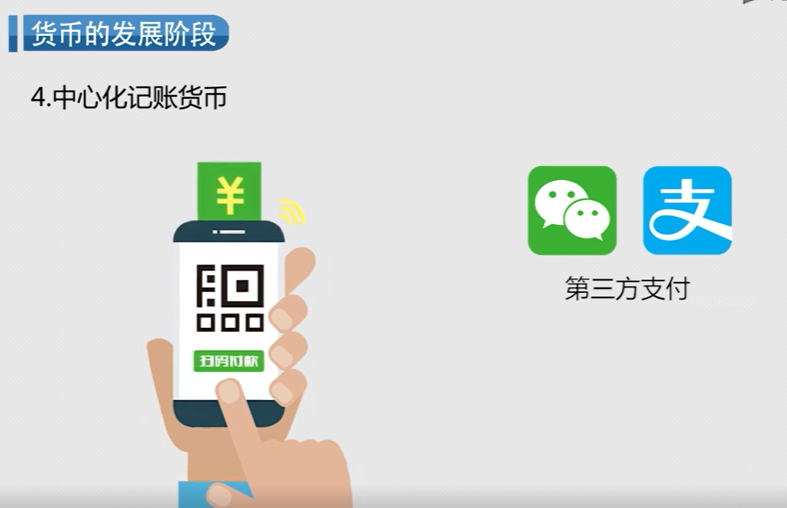 货币的发展阶段
4.中心化记账货币
¥
扫码付款
支
第三方支付